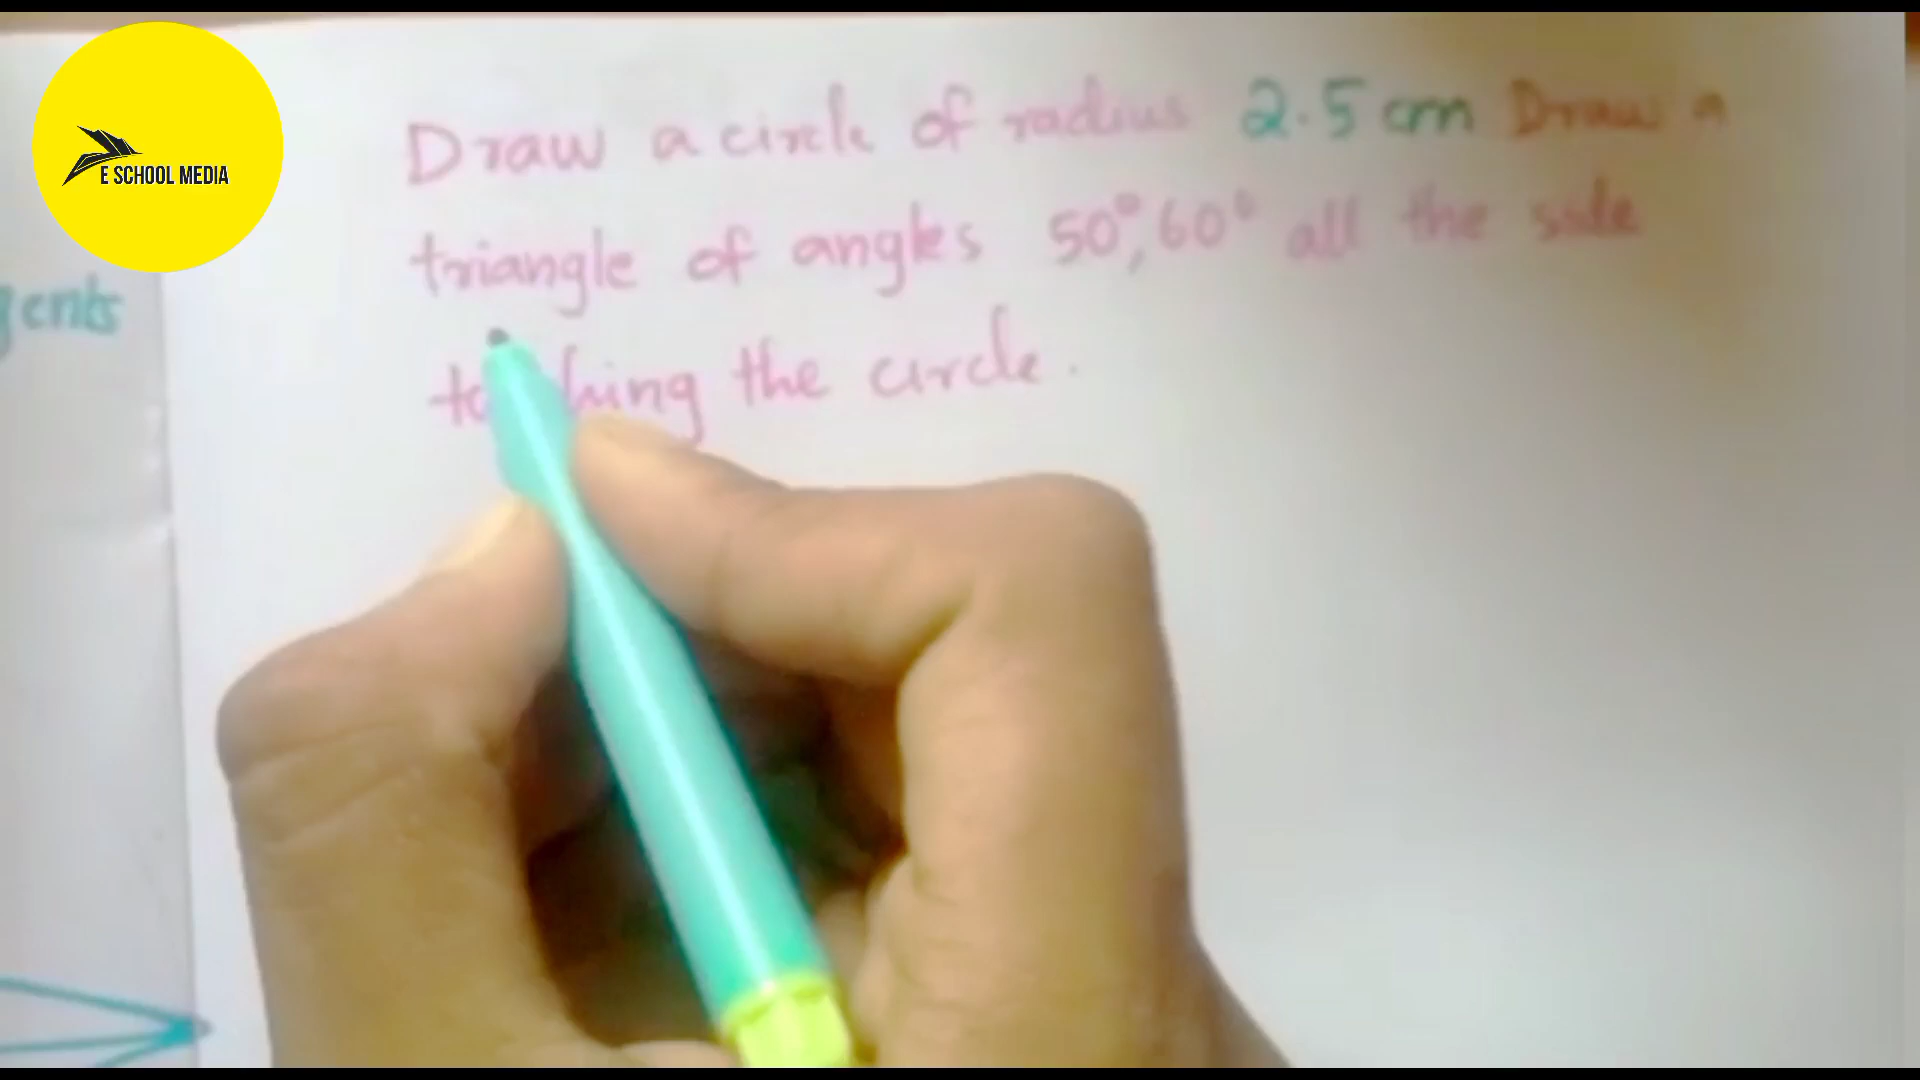 E SCHOOL MEDIA
Draw a circle of radius 2.5 cm Draw a
triangle of angles 50°, 60° all the side
the circle.
gents